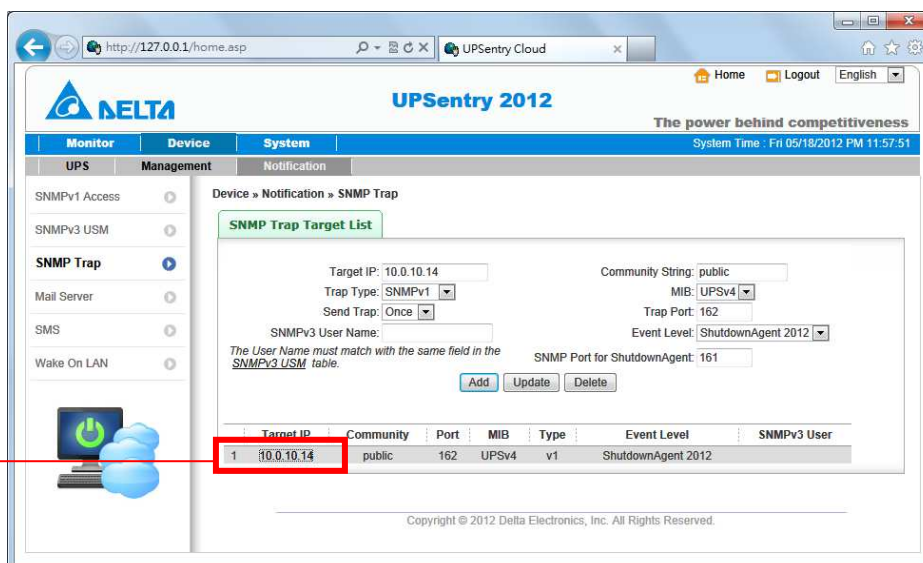 http://127.0.0.1/home.asp
UPSentry Cloud
Home Logout English
DELTA
UPSentry 2012
The power behind competitiveness
Monitor Device System
System Time : Fri 05/18/2012 PM 11:57:51
UPS Management Notification
SNMPv1 Access
SNMPv3 USM
SNMP Trap
Mail Server
SMS
Wake On LAN
Device » Notification » SNMP Trap
SNMP Trap Target List
Target IP: 10.0.10.14 Community String: public
Trap Type: SNMPv1 MIB: UPSv4
Send Trap: Once Trap Port: 162
SNMPv3 User Name: Event Level: ShutdownAgent 2012
The User Name must match with the same field in the
SNMPv3 USM table.
SNMP Port for ShutdownAgent: 161
Add Update Delete
Target IP Community Port MIB Type Event Level SNMPv3 User
1 10.0.10.14 public 162 UPSv4 v1 ShutdownAgent 2012
Copyright © 2012 Delta Electronics, Inc. All Rights Reserved.